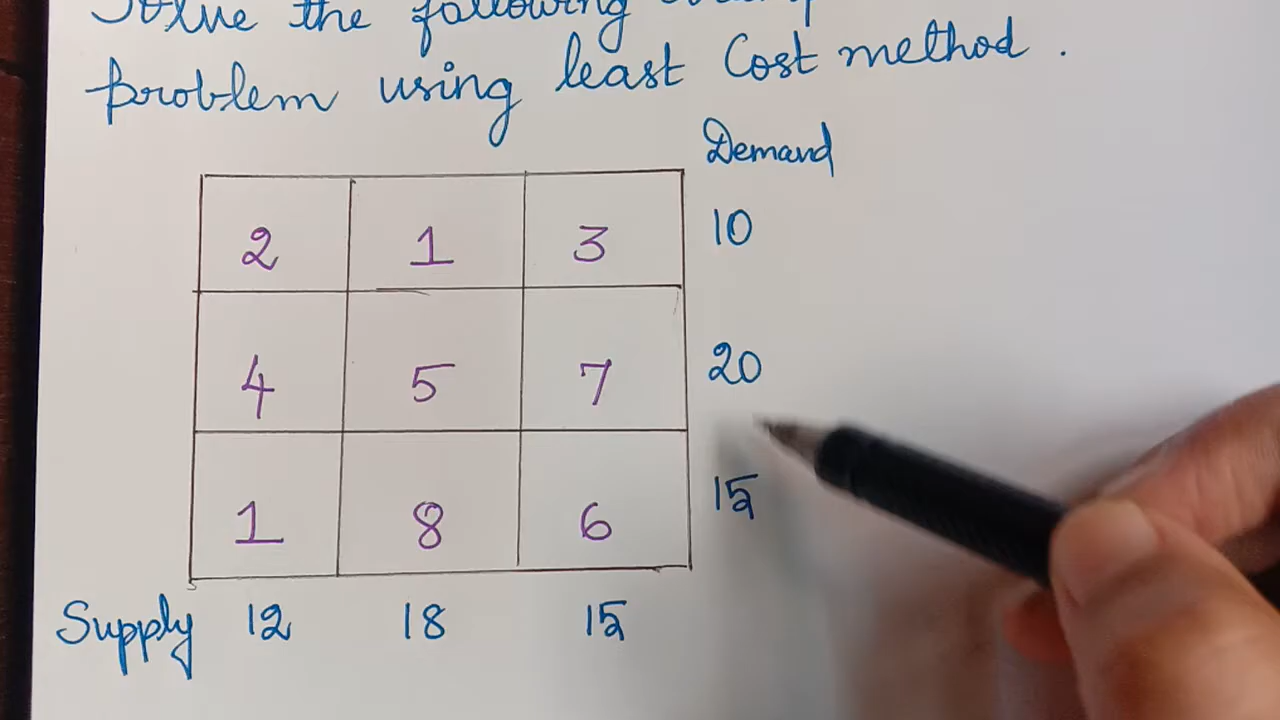 Solve the following
problem using least Cost method .
Demand
2 1 3 10
4 5 7 20
1 8 6 15
Supply 12 18 15